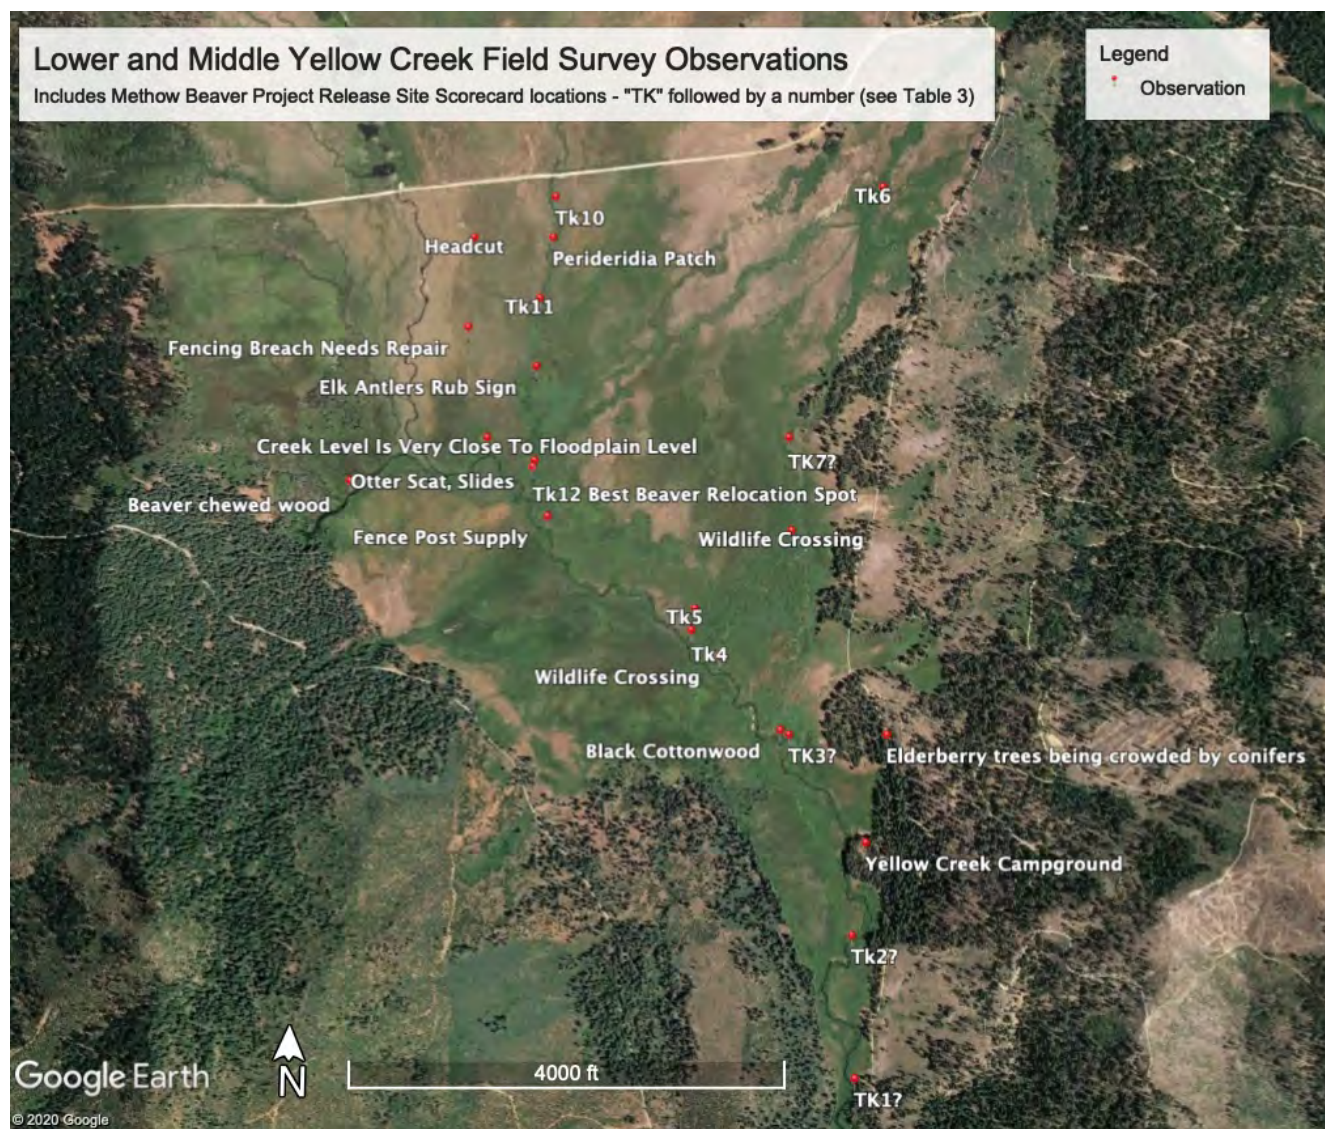 Lower and Middle Yellow Creek Field Survey Observations
Includes Methow Beaver Project Release Site Scorecard locations - "TK" followed by a number (see Table 3)
Legend
Observation
Tk6
Tk10
Headcut
Perideridia Patch
Tk11
Fencing Breach Needs Repair
Elk Antlers Rub Sign
Creek Level Is Very Close To Floodplain Level
TK7?
Otter Scat, Slides
Tk12 Best Beaver Relocation Spot
Beaver chewed wood
Fence Post Supply
Wildlife Crossing
Tk5
Tk4
Wildlife Crossing
Black Cottonwood
TK3?
Elderberry trees being crowded by conifers
Yellow Creek Campground
Tk2?
N
4000 ft
Google Earth
TK1?
© 2020 Google